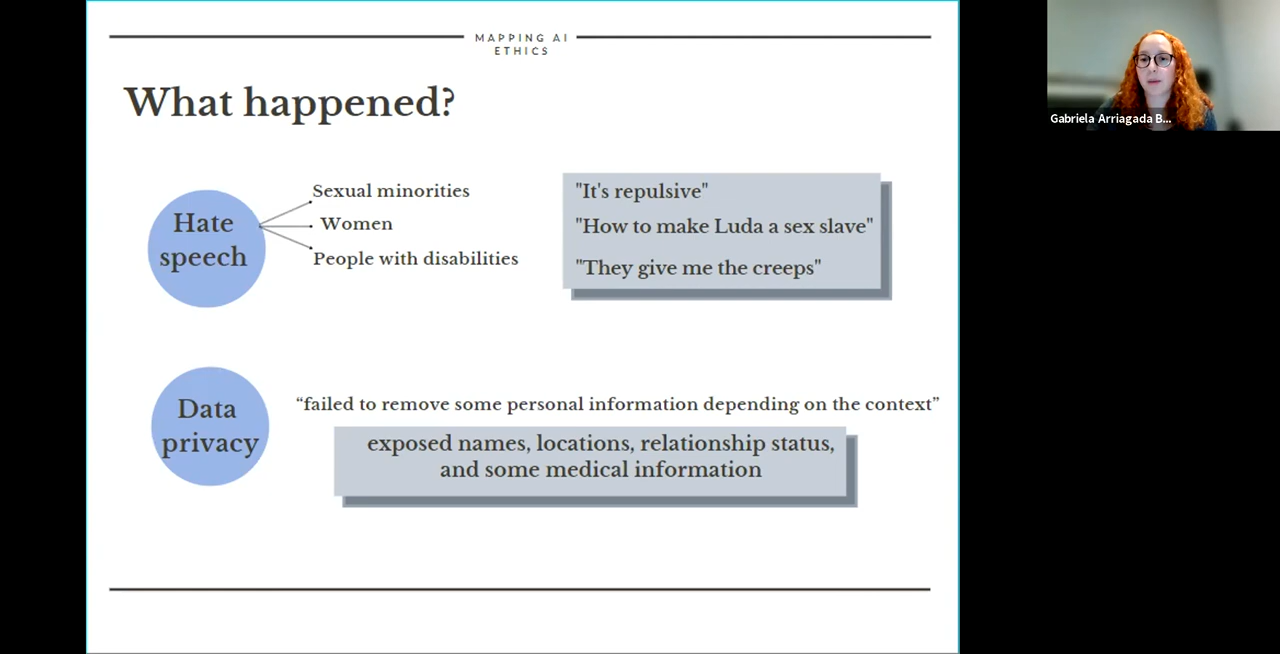 MAPPING AI
ETHICS
What happened?
Hate
speech
Sexual minorities
Women
People with disabilities
"It's repulsive"
"How to make Luda a sex slave"
"They give me the creeps"
Data
privacy
“failed to remove some personal information depending on the context”
exposed names, locations, relationship status,
and some medical information
Gabriela Arriagada B...